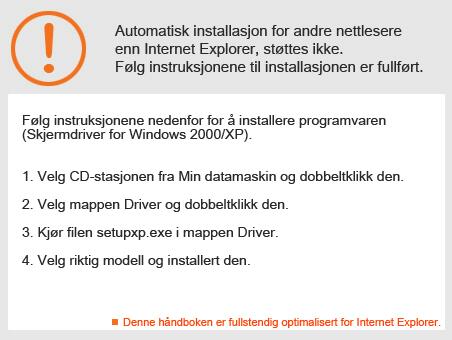 Automatisk installasjon for andre nettlesere
enn Internet Explorer, støttes ikke.
Følg instruksjonene til installasjonen er fullført.
Følg instruksjonene nedenfor for å installere programvaren
(Skjermdriver for Windows 2000/XP).
1. Velg CD-stasjonen fra Min datamaskin og dobbeltklikk den.
2. Velg mappen Driver og dobbeltklikk den.
3. Kjør filen setupxp.exe i mappen Driver.
4. Velg riktig modell og installert den.
Denne håndboken er fullstendig optimalisert for Internet Explorer.